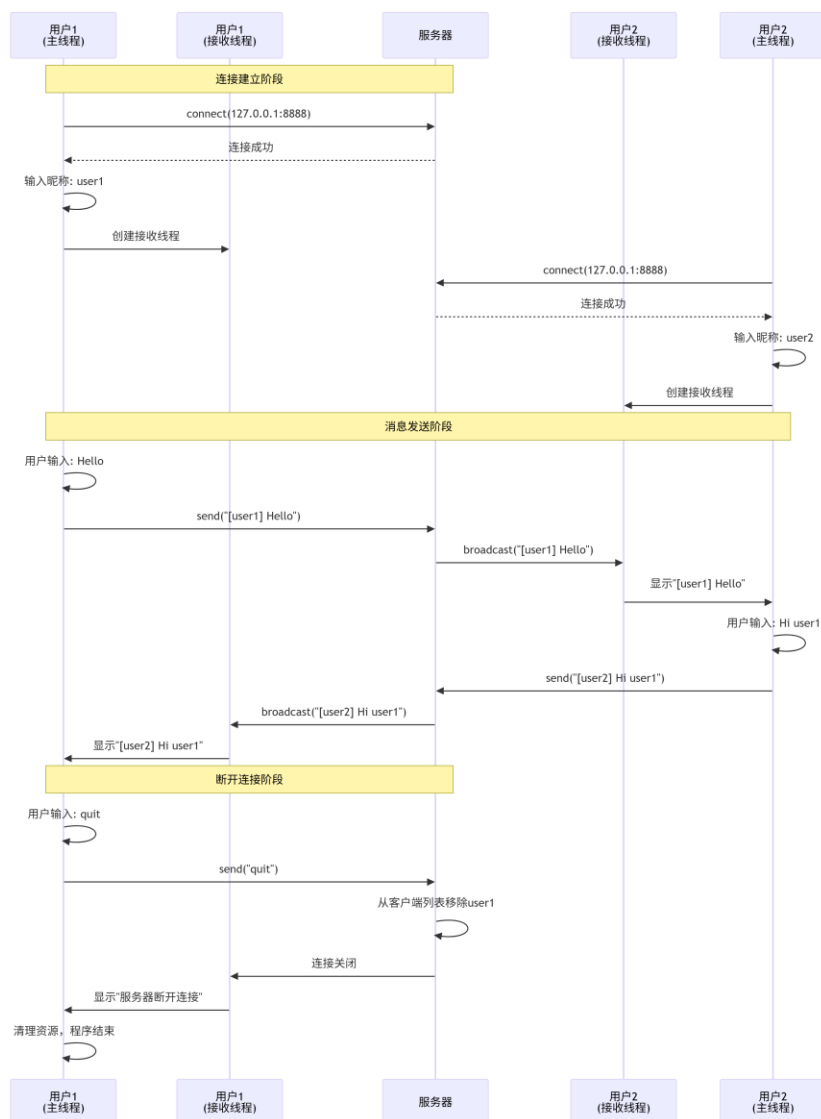 用户1
(主线程)
用户1
(接收线程)
服务器
用户2
(接收线程)
用户2
(主线程)
连接建立阶段
connect(127.0.0.1:8888)
连接成功
输入昵称: user1
创建接收线程
connect(127.0.0.1:8888)
连接成功
输入昵称: user2
创建接收线程
消息发送阶段
用户输入: Hello
send("[user1] Hello")
broadcast("[user1] Hello")
显示"[user1] Hello"
用户输入: Hi user1
send("[user2] Hi user1")
broadcast("[user2] Hi user1")
显示"[user2] Hi user1"
断开连接阶段
用户输入: quit
send("quit")
从客户端列表移除user1
连接关闭
显示"服务器断开连接"
清理资源，程序结束
用户1
(主线程)
用户1
(接收线程)
服务器
用户2
(接收线程)
用户2
(主线程)